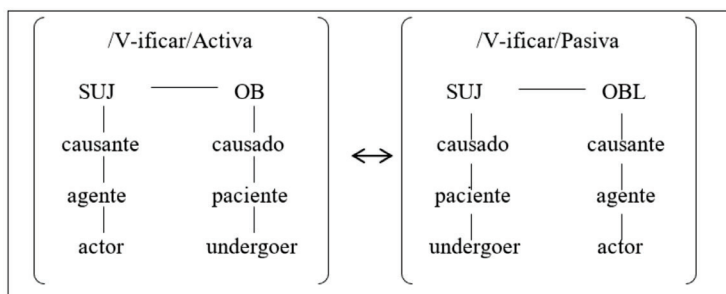 /V-ificar/Activa /V-ificar/Pasiva
SUJ OB SUJ OBL
causante causado causado causante
agente paciente paciente agente
actor undergoer undergoer actor